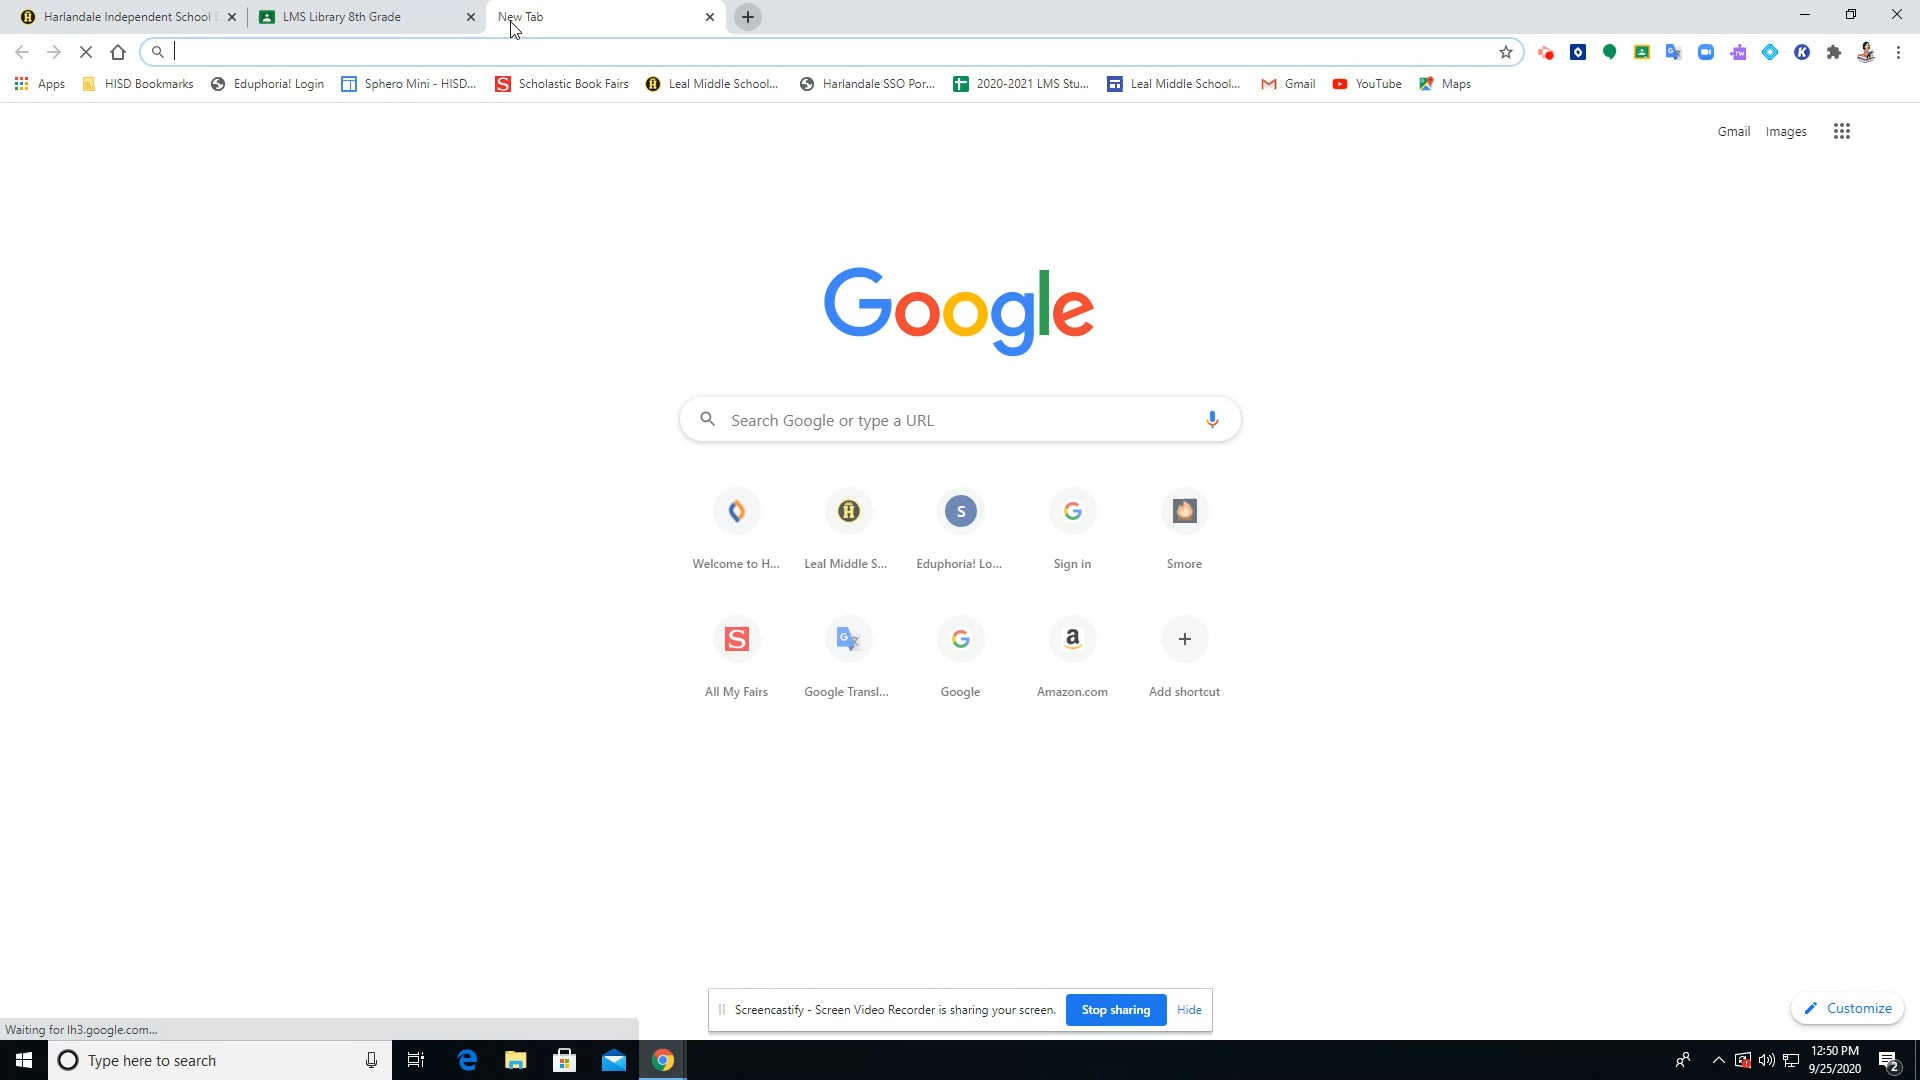 Harlandale Independent School
LMS Library 8th Grade
New Tab
Apps
HISD Bookmarks
Eduphoria! Login
Sphero Mini - HISD...
Scholastic Book Fairs
Leal Middle School...
Harlandale SSO Por...
2020-2021 LMS Stu...
Leal Middle School...
Gmail
YouTube
Maps
Gmail
Images
Google
Search Google or type a URL
Welcome to H...
Leal Middle S...
Eduphoria! Lo...
Sign in
Smore
All My Fairs
Google Transl...
Google
Amazon.com
Add shortcut
Screencastify - Screen Video Recorder is sharing your screen.
Stop sharing
Hide
Customize
Waiting for lh3.google.com...
Type here to search
12:50 PM
9/25/2020
2